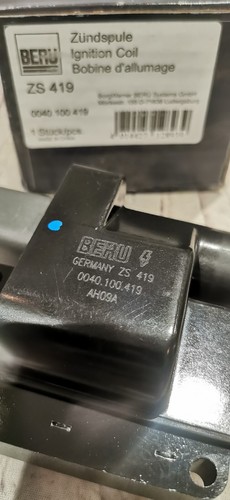 BERU
Zündspule
Ignition Coil
Bobine d'allumage
ZS 419
0040.100.419
1 Stück/pcs
BERU
GERMANY ZS 419
0040.100.419
AH09A